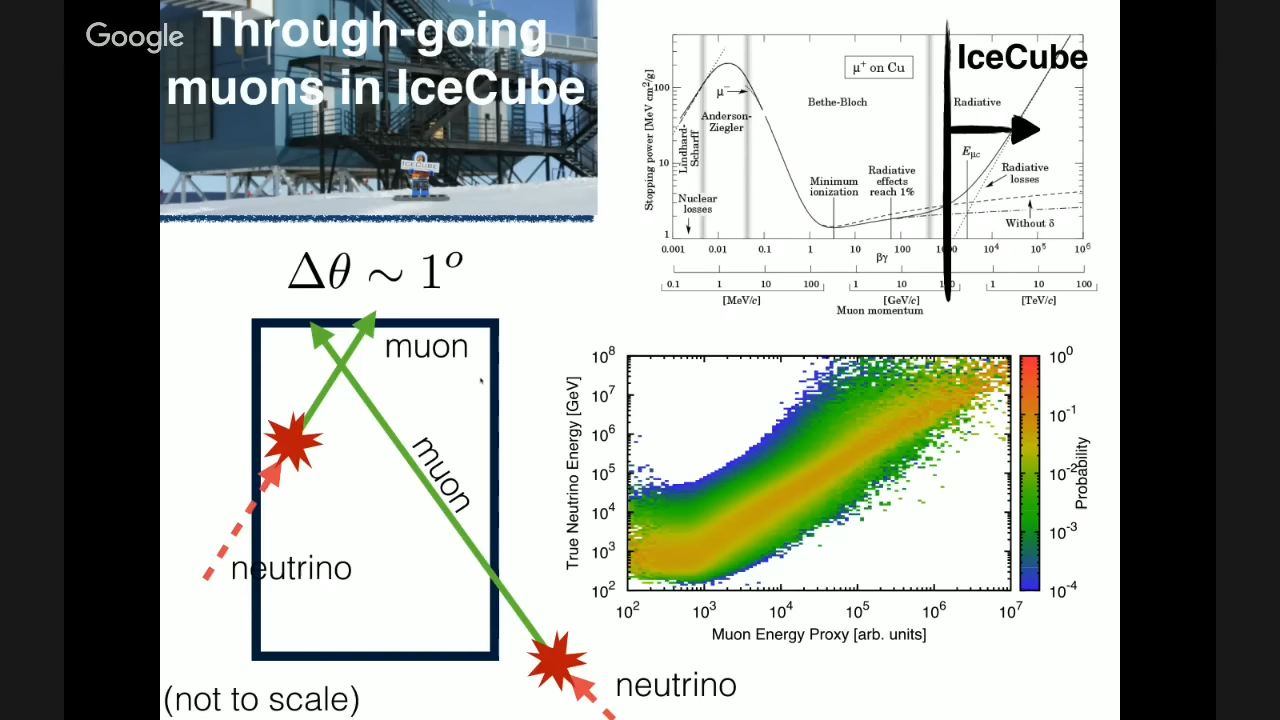 Google
Through-going
muons in IceCube
ICECUBE
Δθ ~ 1°
muon
muon
neutrino
neutrino
(not to scale)
IceCube
Stopping power [MeV cm²/g]
100
10
1
μ⁺ on Cu
μ⁻
Bethe-Bloch
Radiative
Anderson-
Ziegler
Lindhard-
Scharff
Eμc
Minimum
ionization
Radiative
effects
reach 1%
Radiative
losses
Nuclear
losses
Without δ
0.001 0.01 0.1 1 10 100 10⁴ 10⁵ 10⁶
βγ
0.1 1 10 100 1 10 100 1 10 100
[MeV/c] [GeV/c] [TeV/c]
Muon momentum
True Neutrino Energy [GeV]
10⁸
10⁷
10⁶
10⁵
10⁴
10³
10²
10² 10³ 10⁴ 10⁵ 10⁶ 10⁷
Muon Energy Proxy [arb. units]
10⁰
10⁻¹
10⁻²
10⁻³
10⁻⁴
Probability